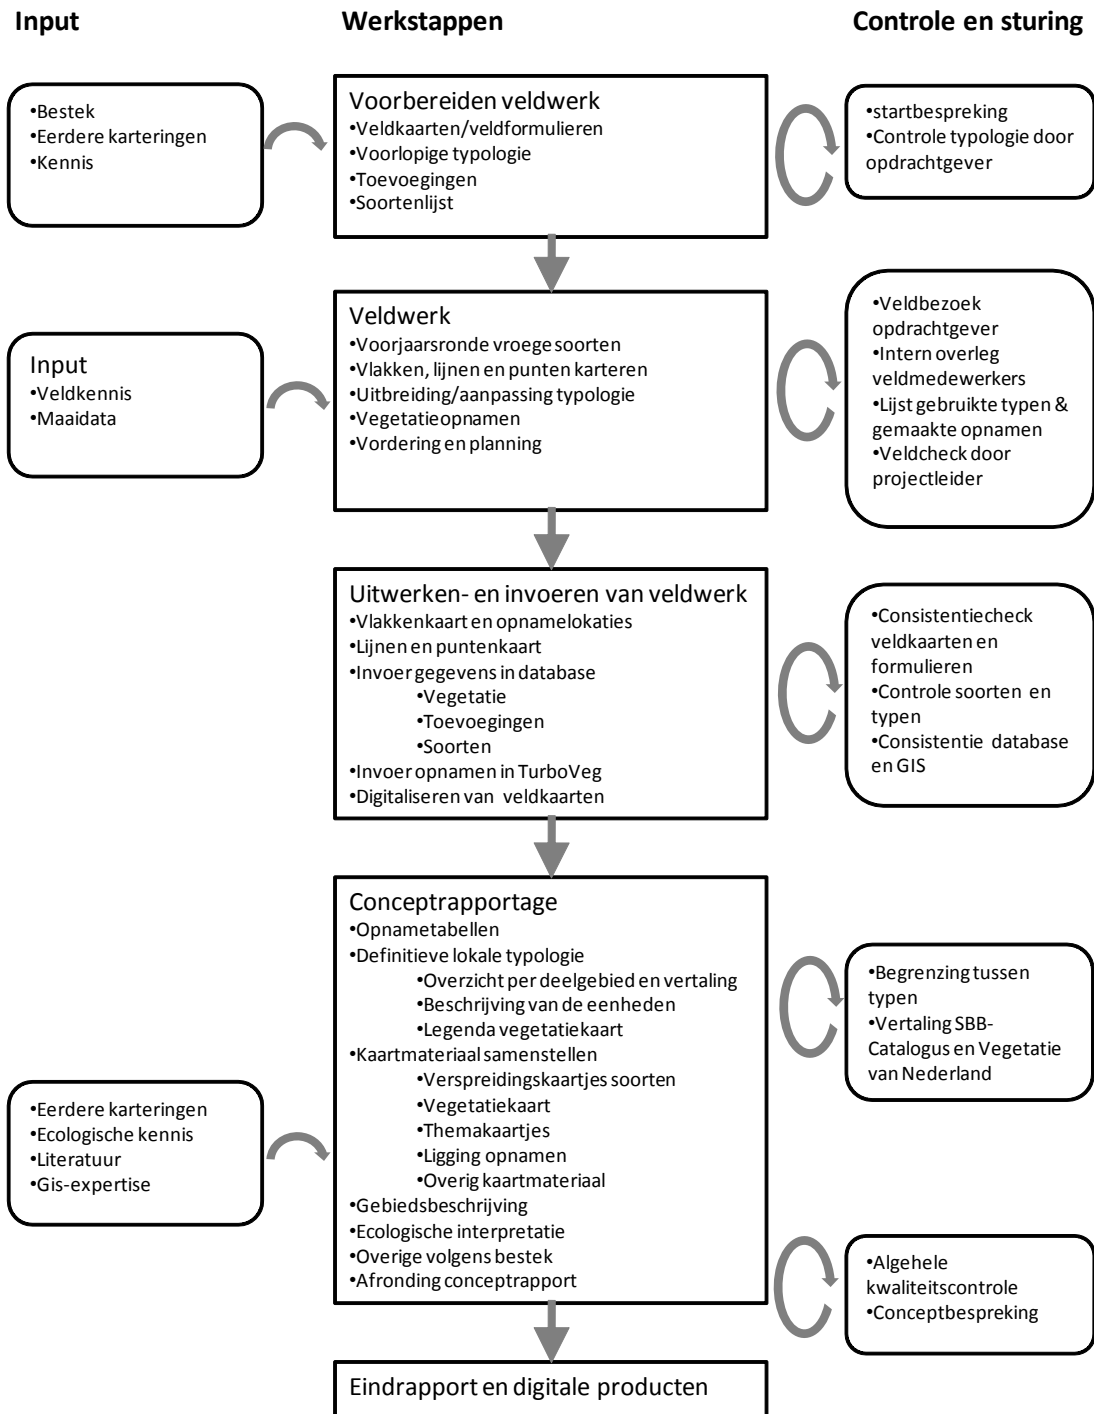 Input
Werkstappen
Controle en sturing
•Bestek
•Eerdere karteringen
•Kennis
Voorbereiden veldwerk
•Veldkaarten/veldformulieren
•Voorlopige typologie
•Toevoegingen
•Soortenlijst
•startbespreking
•Controle typologie door
opdrachtgever
Input
•Veldkennis
•Maaidata
Veldwerk
•Voorjaarsronde vroege soorten
•Vlakken, lijnen en punten karteren
•Uitbreiding/aanpassing typologie
•Vegetatieopnamen
•Vordering en planning
•Veldbezoek
opdrachtgever
•Intern overleg
veldmedewerkers
•Lijst gebruikte typen &
gemaakte opnamen
•Veldcheck door
projectleider
Uitwerken- en invoeren van veldwerk
•Vlakkenkaart en opnamelokaties
•Lijnen en puntenkaart
•Invoer gegevens in database
•Vegetatie
•Toevoegingen
•Soorten
•Invoer opnamen in TurboVeg
•Digitaliseren van veldkaarten
•Consistentiecheck
veldkaarten en
formulieren
•Controle soorten en
typen
•Consistentie database
en GIS
Conceptrapportage
•Opnametabellen
•Definitieve lokale typologie
•Overzicht per deelgebied en vertaling
•Beschrijving van de eenheden
•Legenda vegetatiekaart
•Kaartmateriaal samenstellen
•Verspreidingskaartjes soorten
•Vegetatiekaart
•Themakaartjes
•Ligging opnamen
•Overig kaartmateriaal
•Gebiedsbeschrijving
•Ecologische interpretatie
•Overige volgens bestek
•Afronding conceptrapport
•Begrenzing tussen
typen
•Vertaling SBB-
Catalogus en Vegetatie
van Nederland
•Eerdere karteringen
•Ecologische kennis
•Literatuur
•Gis-expertise
•Algehele
kwaliteitscontrole
•Conceptbespreking
Eindrapport en digitale producten